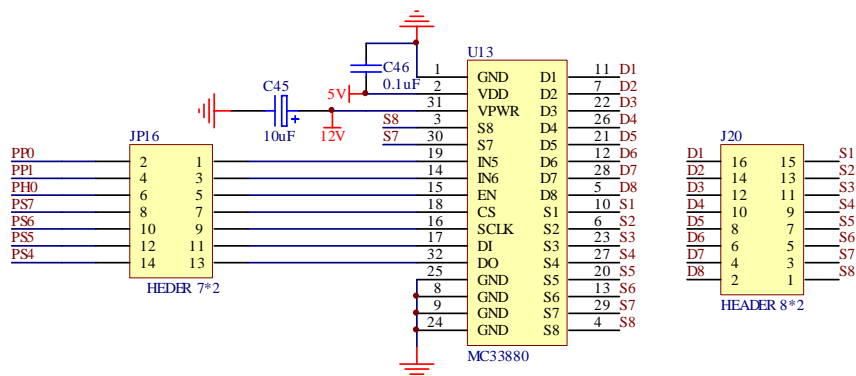 U13
C46
0.1uF
5V
C45
10uF
12V
S8
S7
1 GND D1 11 D1
2 VDD D2 7 D2
31 VPWR D3 22 D3
3 S8 D4 26 D4
30 S7 D5 21 D5
19 IN5 D6 12 D6
14 IN6 D7 28 D7
15 EN D8 5 D8
18 CS S1 10 S1
16 SCLK S2 6 S2
17 DI S3 23 S3
32 DO S4 27 S4
25 GND S5 20 S5
8 GND S6 13 S6
9 GND S7 29 S7
24 GND S8 4 S8
MC33880
JP16
PP0 2 1
PP1 4 3
PH0 6 5
PS7 8 7
PS6 10 9
PS5 12 11
PS4 14 13
HEDER 7*2
J20
D1 16 15 S1
D2 14 13 S2
D3 12 11 S3
D4 10 9 S4
D5 8 7 S5
D6 6 5 S6
D7 4 3 S7
D8 2 1 S8
HEADER 8*2